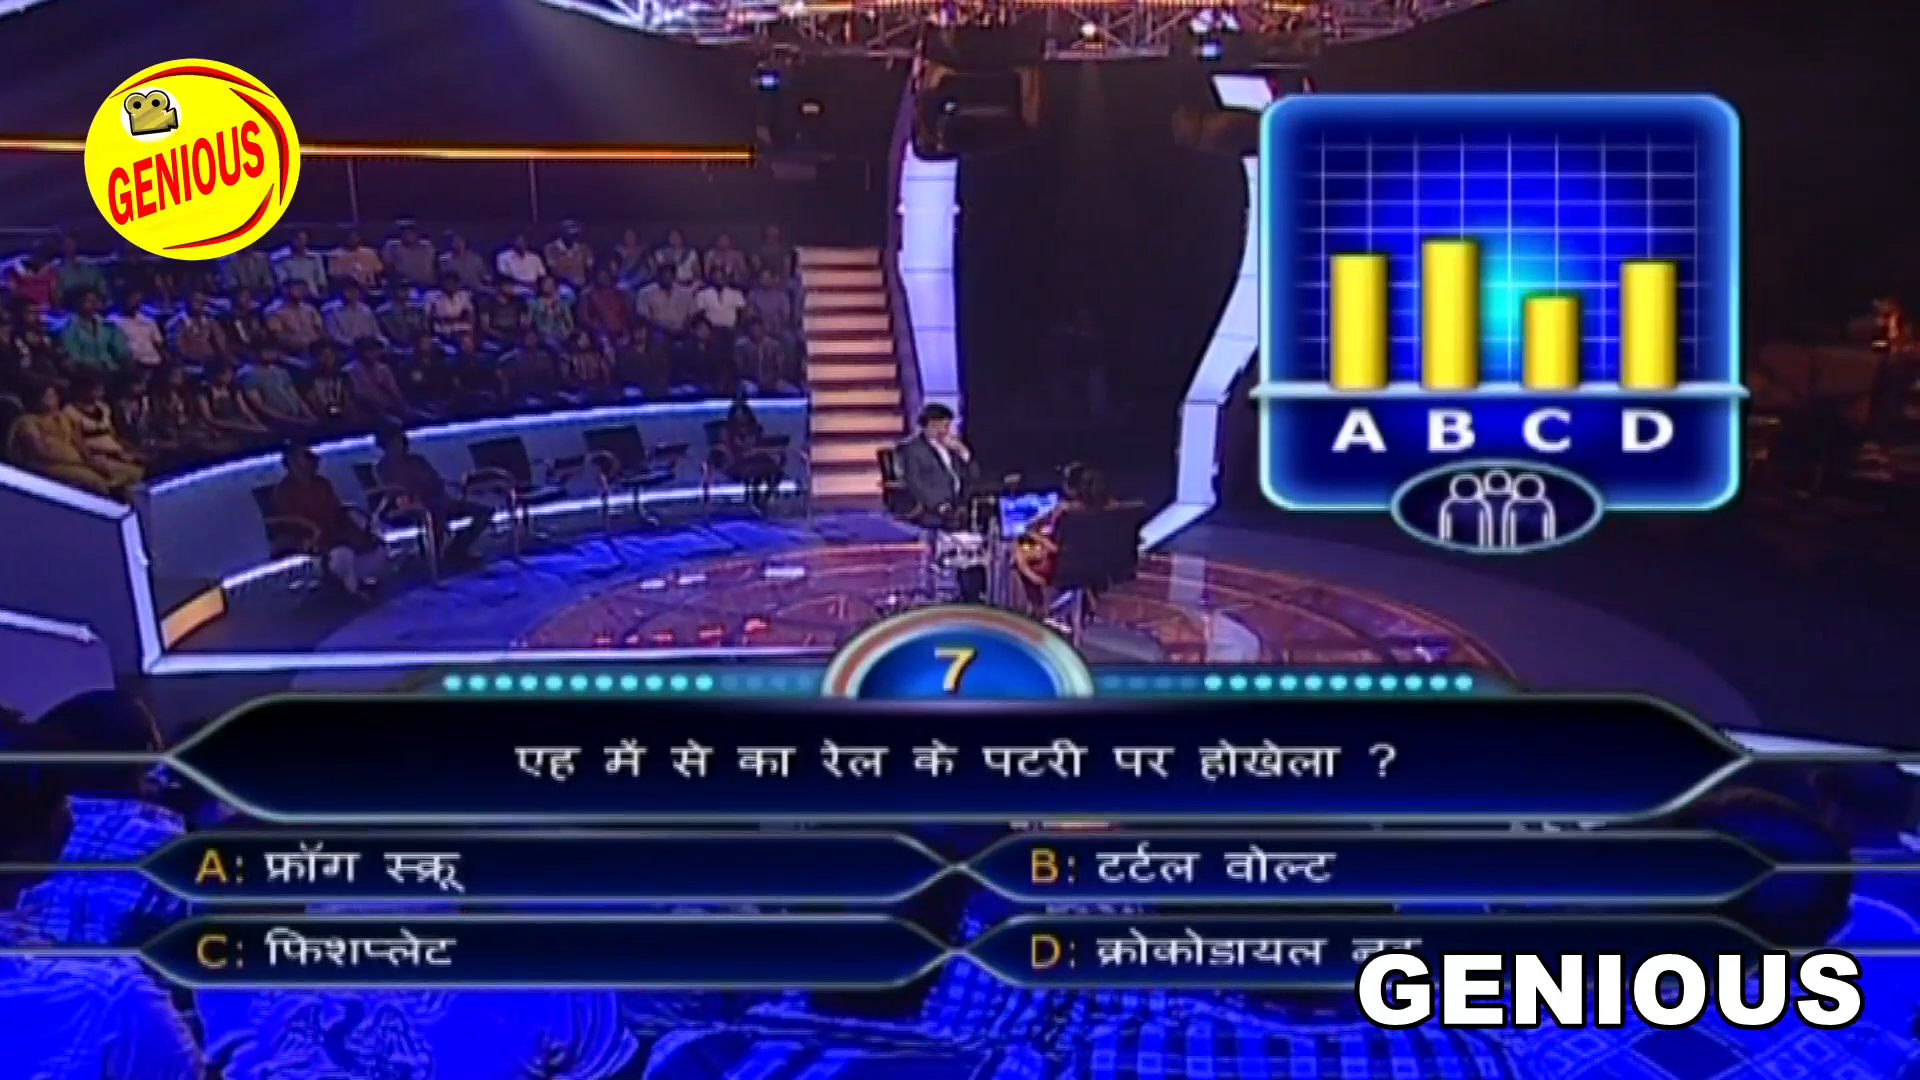 GENIOUS
A B C D
7
एह में से का रेल के पटरी पर होखेला ?
A: फ्रॉग स्क्रू
B: टर्टल वोल्ट
C: फिशप्लेट
D: क्रोकोडायल
GENIOUS